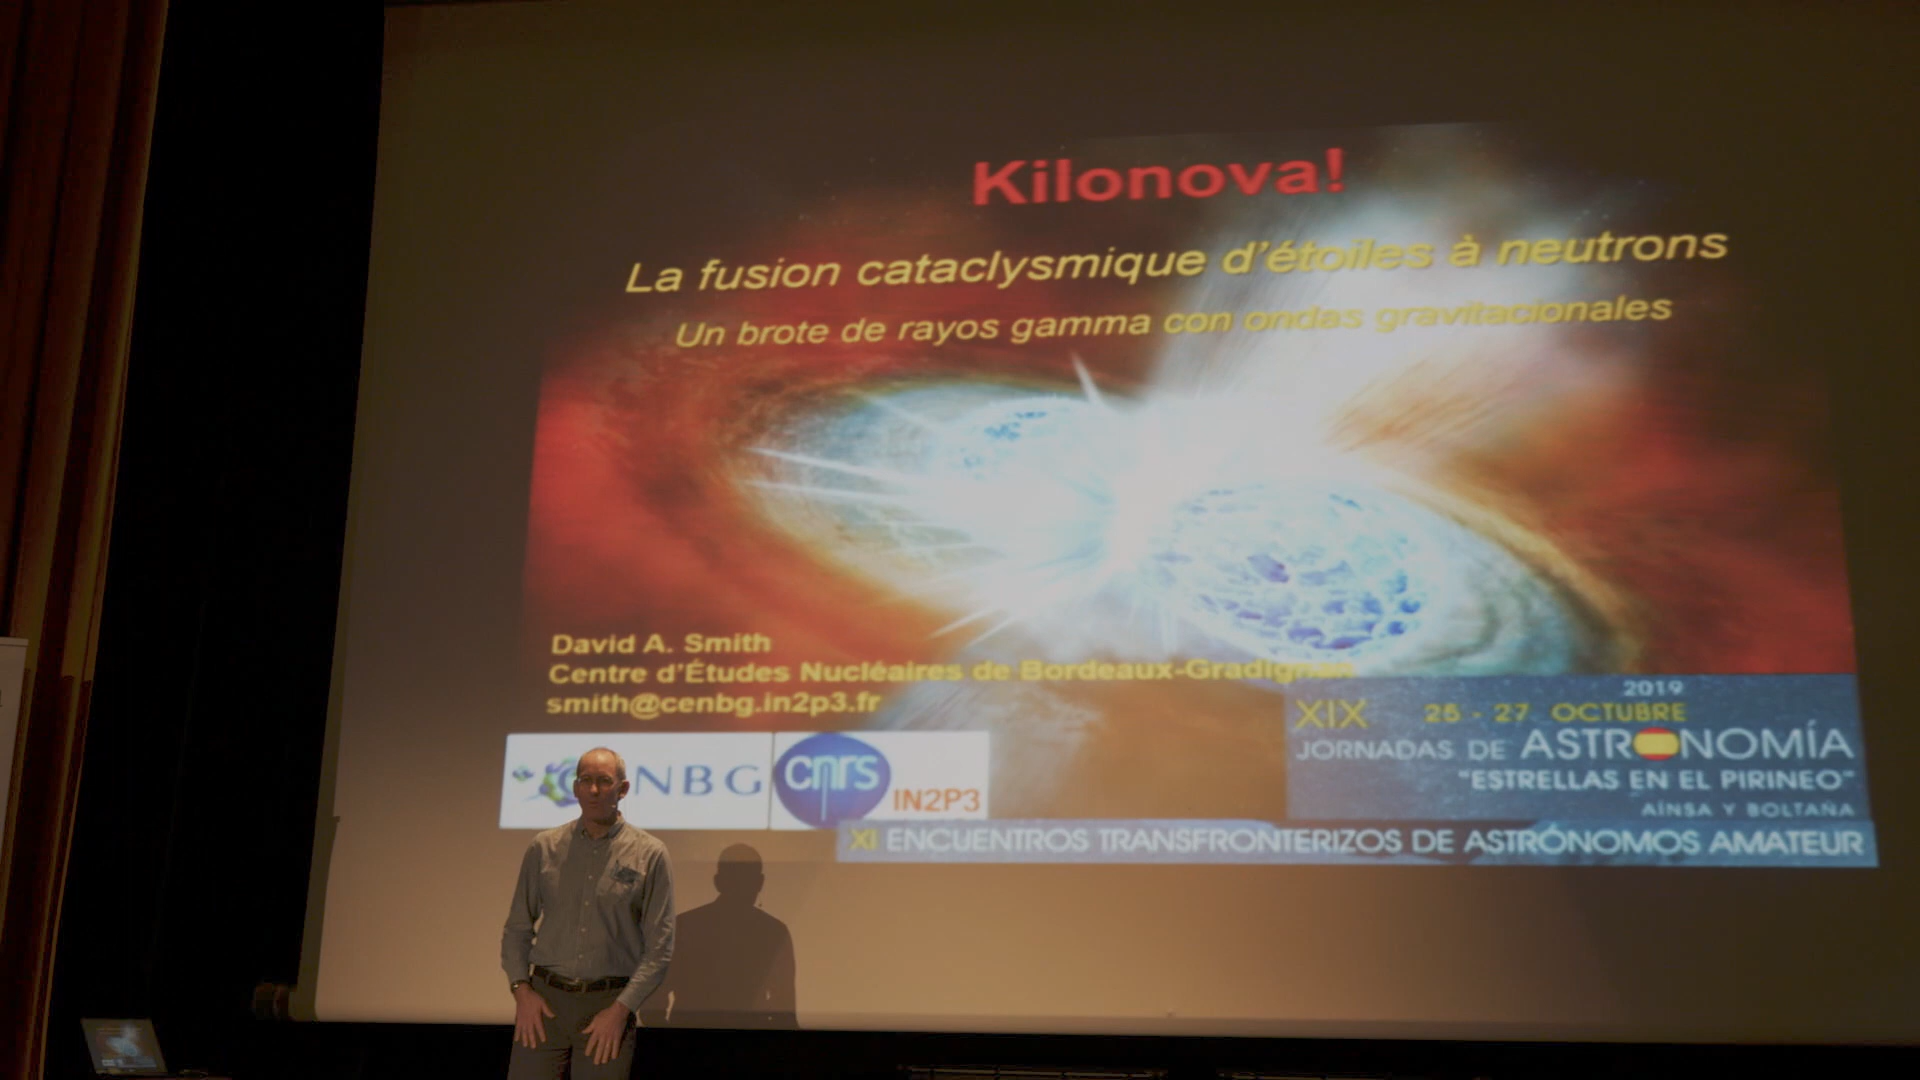 Kilonova!
La fusion cataclysmique d'étoiles à neutrons
Un brote de rayos gamma con ondas gravitacionales
David A. Smith
Centre d'Études Nucléaires de Bordeaux-Gradignan
smith@cenbg.in2p3.fr
NBG
cnrs
IN2P3
2019
XIX 25 - 27 OCTUBRE
JORNADAS DE ASTRONOMÍA
"ESTRELLAS EN EL PIRINEO"
AÍNSA Y BOLTAÑA
XI ENCUENTROS TRANSFRONTERIZOS DE ASTRÓNOMOS AMATEUR